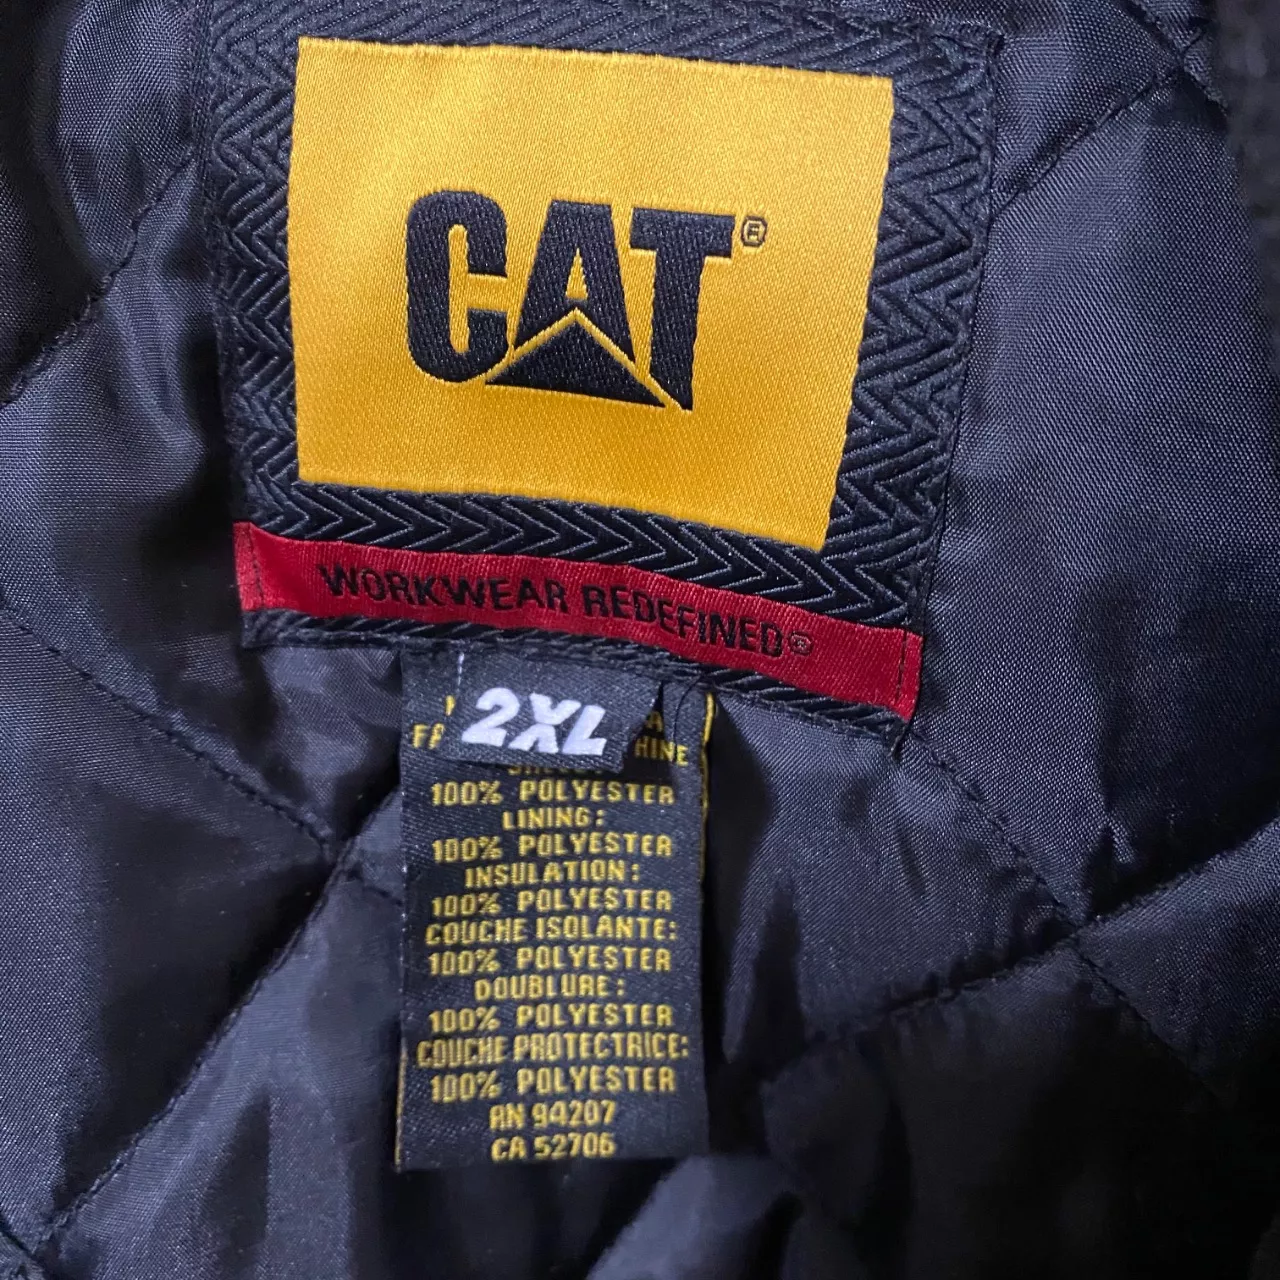 CAT®
WORKWEAR REDEFINED®
2XL
100% POLYESTER
LINING:
100% POLYESTER
INSULATION:
100% POLYESTER
COUCHE ISOLANTE:
100% POLYESTER
DOUBLURE:
100% POLYESTER
COUCHE PROTECTRICE:
100% POLYESTER
RN 94207
CA 52706